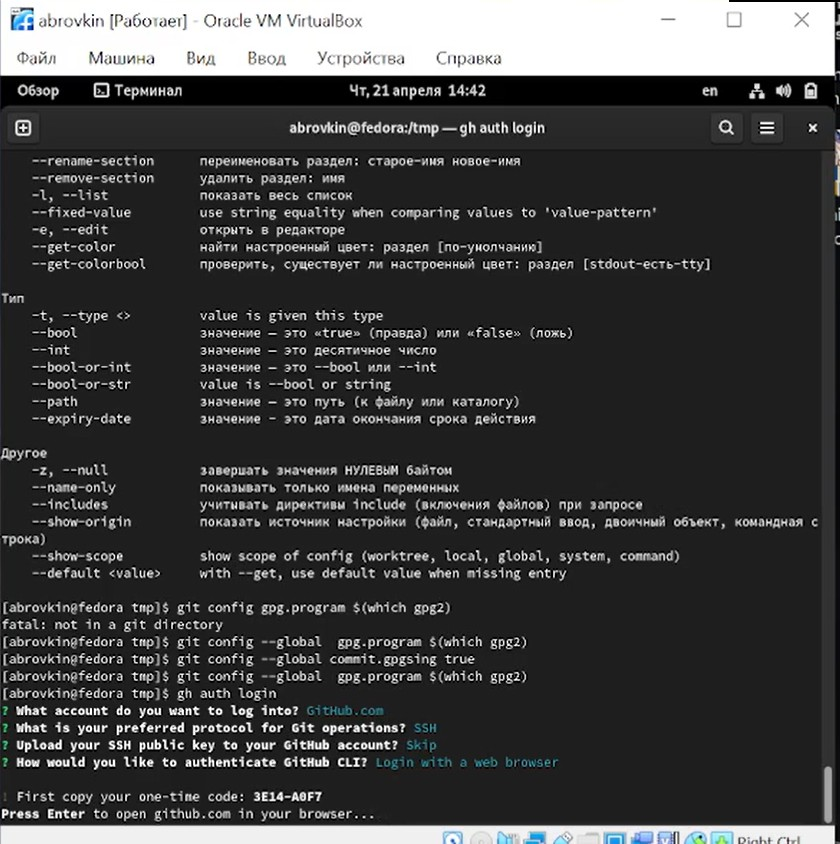 abrovkin [Работает] - Oracle VM VirtualBox
Файл Машина Вид Ввод Устройства Справка
Обзор Терминал Чт, 21 апреля 14:42 en
abrovkin@fedora:/tmp — gh auth login
--rename-section переименовать раздел: старое-имя новое-имя
--remove-section удалить раздел: имя
-l, --list показать весь список
--fixed-value use string equality when comparing values to 'value-pattern'
-e, --edit открыть в редакторе
--get-color найти настроенный цвет: раздел [по-умолчанию]
--get-colorbool проверить, существует ли настроенный цвет: раздел [stdout-есть-tty]
Тип
-t, --type <> value is given this type
--bool значение — это «true» (правда) или «false» (ложь)
--int значение — это десятичное число
--bool-or-int значение — это --bool или --int
--bool-or-str value is --bool or string
--path значение — это путь (к файлу или каталогу)
--expiry-date значение - это дата окончания срока действия
Другое
-z, --null завершать значения НУЛЕВЫМ байтом
--name-only показывать только имена переменных
--includes учитывать директивы include (включения файлов) при запросе
--show-origin показать источник настройки (файл, стандартный ввод, двоичный объект, командная с
трока)
--show-scope show scope of config (worktree, local, global, system, command)
--default <value> with --get, use default value when missing entry
[abrovkin@fedora tmp]$ git config gpg.program $(which gpg2)
fatal: not in a git directory
[abrovkin@fedora tmp]$ git config --global  gpg.program $(which gpg2)
[abrovkin@fedora tmp]$ git config --global commit.gpgsing true
[abrovkin@fedora tmp]$ git config --global  gpg.program $(which gpg2)
[abrovkin@fedora tmp]$ gh auth login
? What account do you want to log into? GitHub.com
? What is your preferred protocol for Git operations? SSH
? Upload your SSH public key to your GitHub account? Skip
? How would you like to authenticate GitHub CLI? Login with a web browser
! First copy your one-time code: 3E14-A0F7
Press Enter to open github.com in your browser...
Right Ctrl